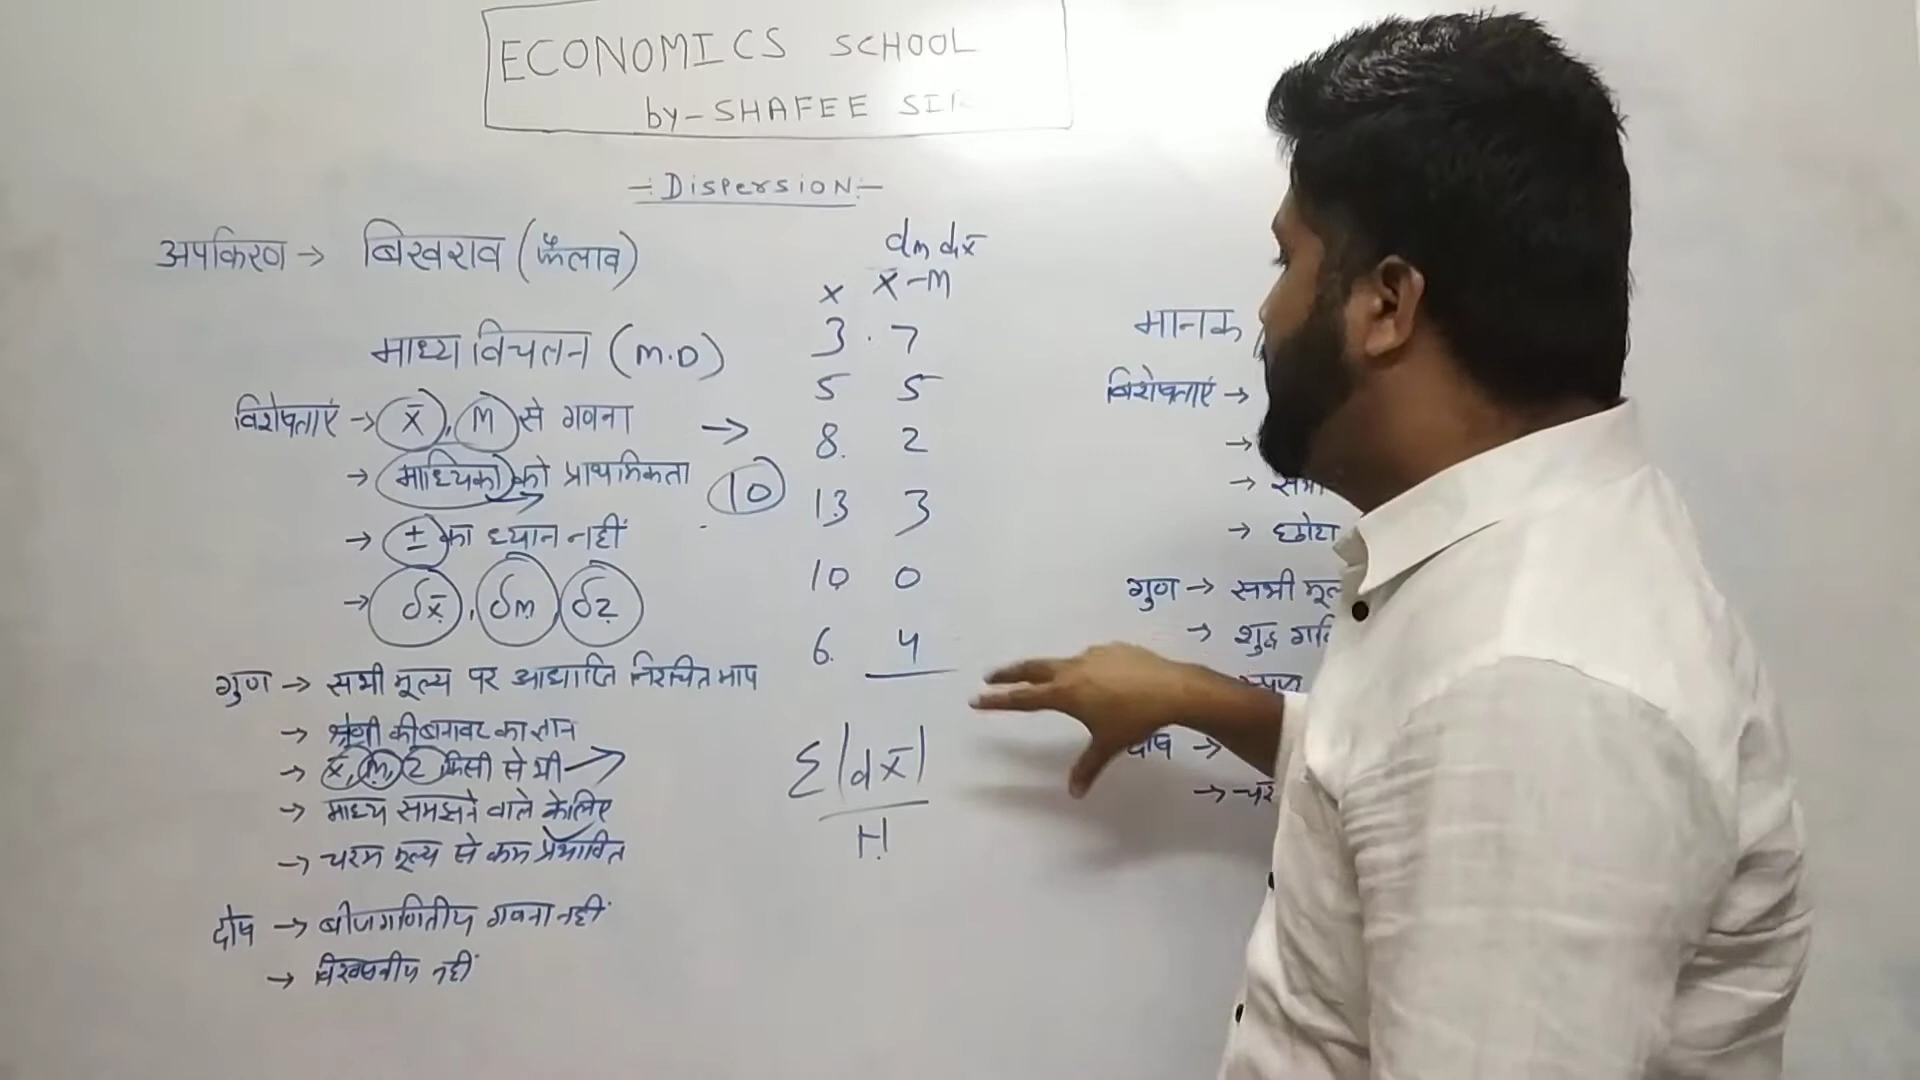 ECONOMICS SCHOOL
by-SHAFEE SIR
-: DISPERSION :-
अपकिरण → बिखराव (फैलाव)
माध्य विचलन (M.D)
विशेषताएं → x̄, M से गणना
→ माध्यिका को प्राथमिकता
→ ± का ध्यान नहीं
→ δx̄, δm, δz
गुण → सभी मूल्य पर आधारित निश्चित माप
→ श्रेणी की बनावट का ज्ञान
→ x̄, m, z किसी से भी →
→ माध्य समझने वाले के लिए
→ चरम मूल्य से कम प्रभावित
दोष → बीजगणितीय गणना नहीं
→ विश्वसनीय नहीं
dm dx̄
x x̄-M
3 7
5 5
→ 8 2
10 13 3
10 0
6 4
Σ|dx̄|
N
मानक
विशेषताएं →
→
→
→ छोटा
गुण → सभी मूल
→ शुद्ध
दोष →
→